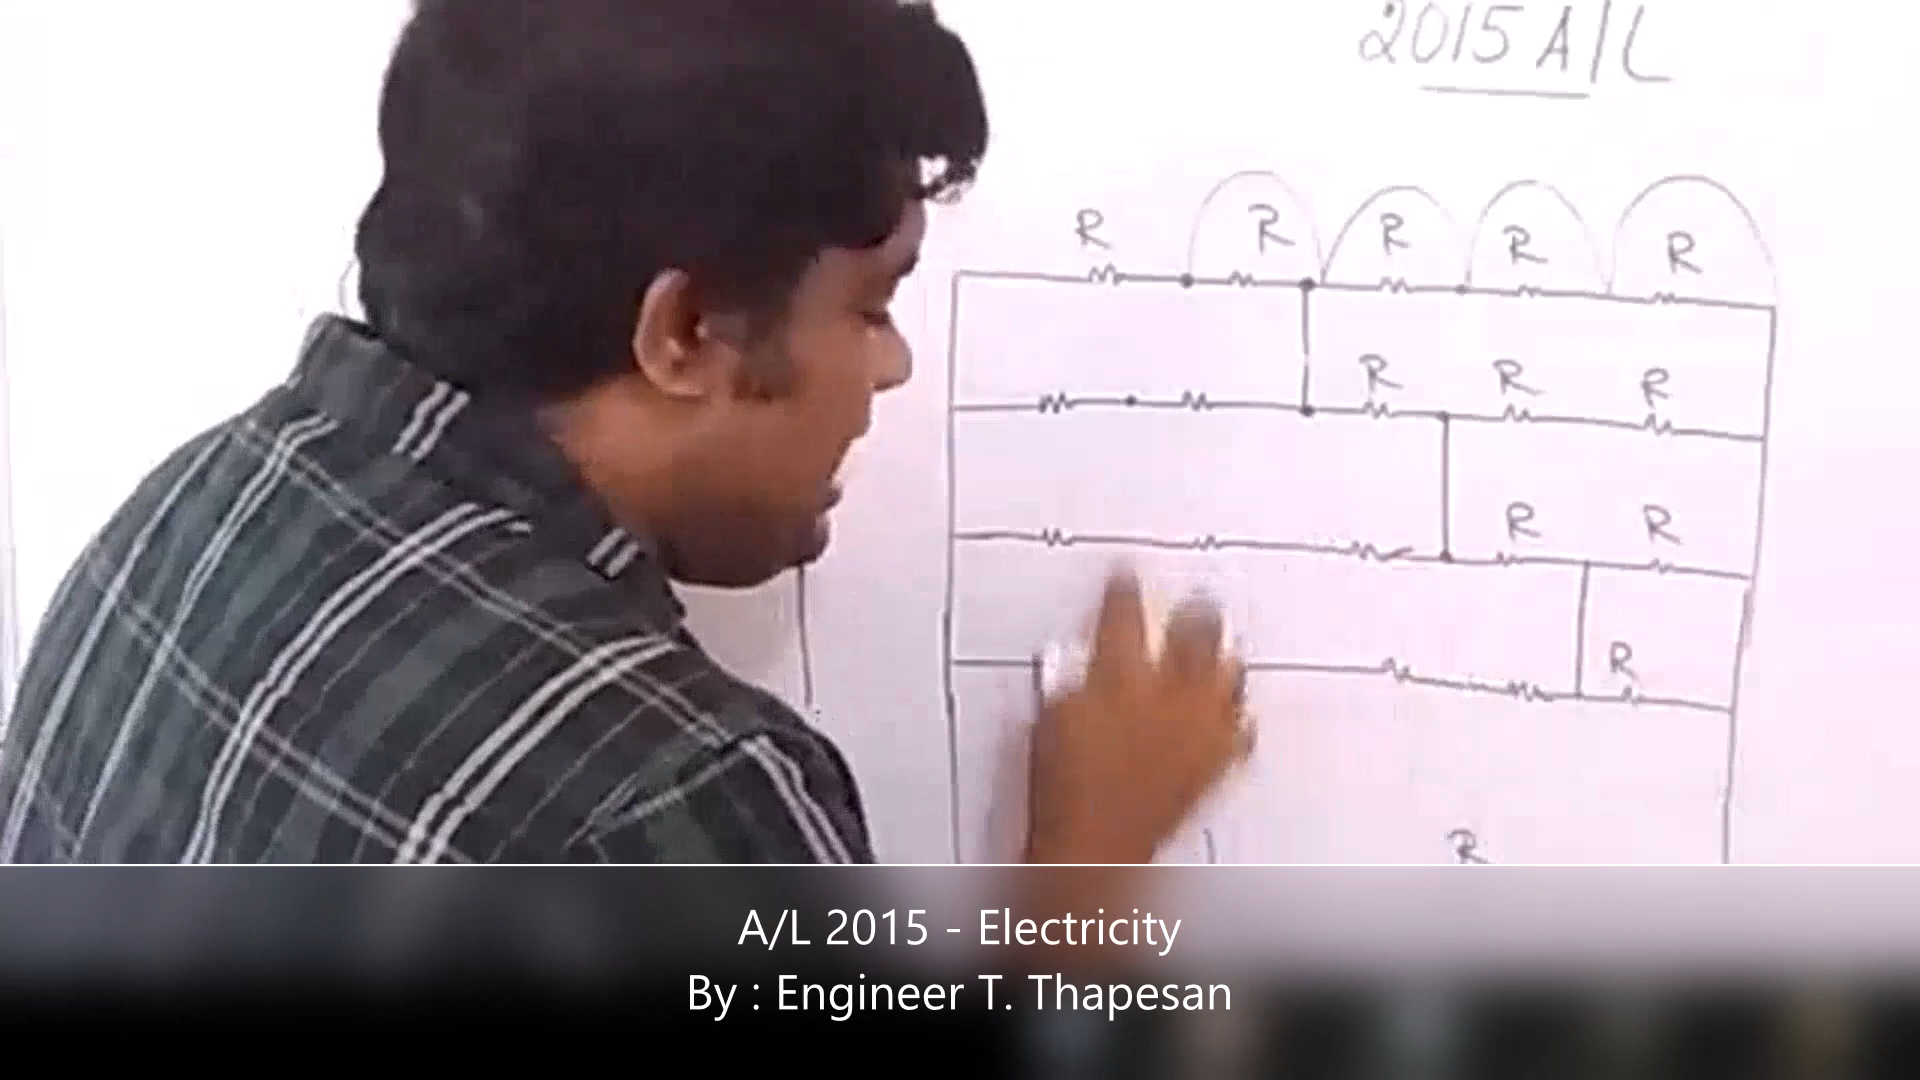 2015 A/L
R R R R R
R R R
R R
R
R
A/L 2015 - Electricity
By : Engineer T. Thapesan